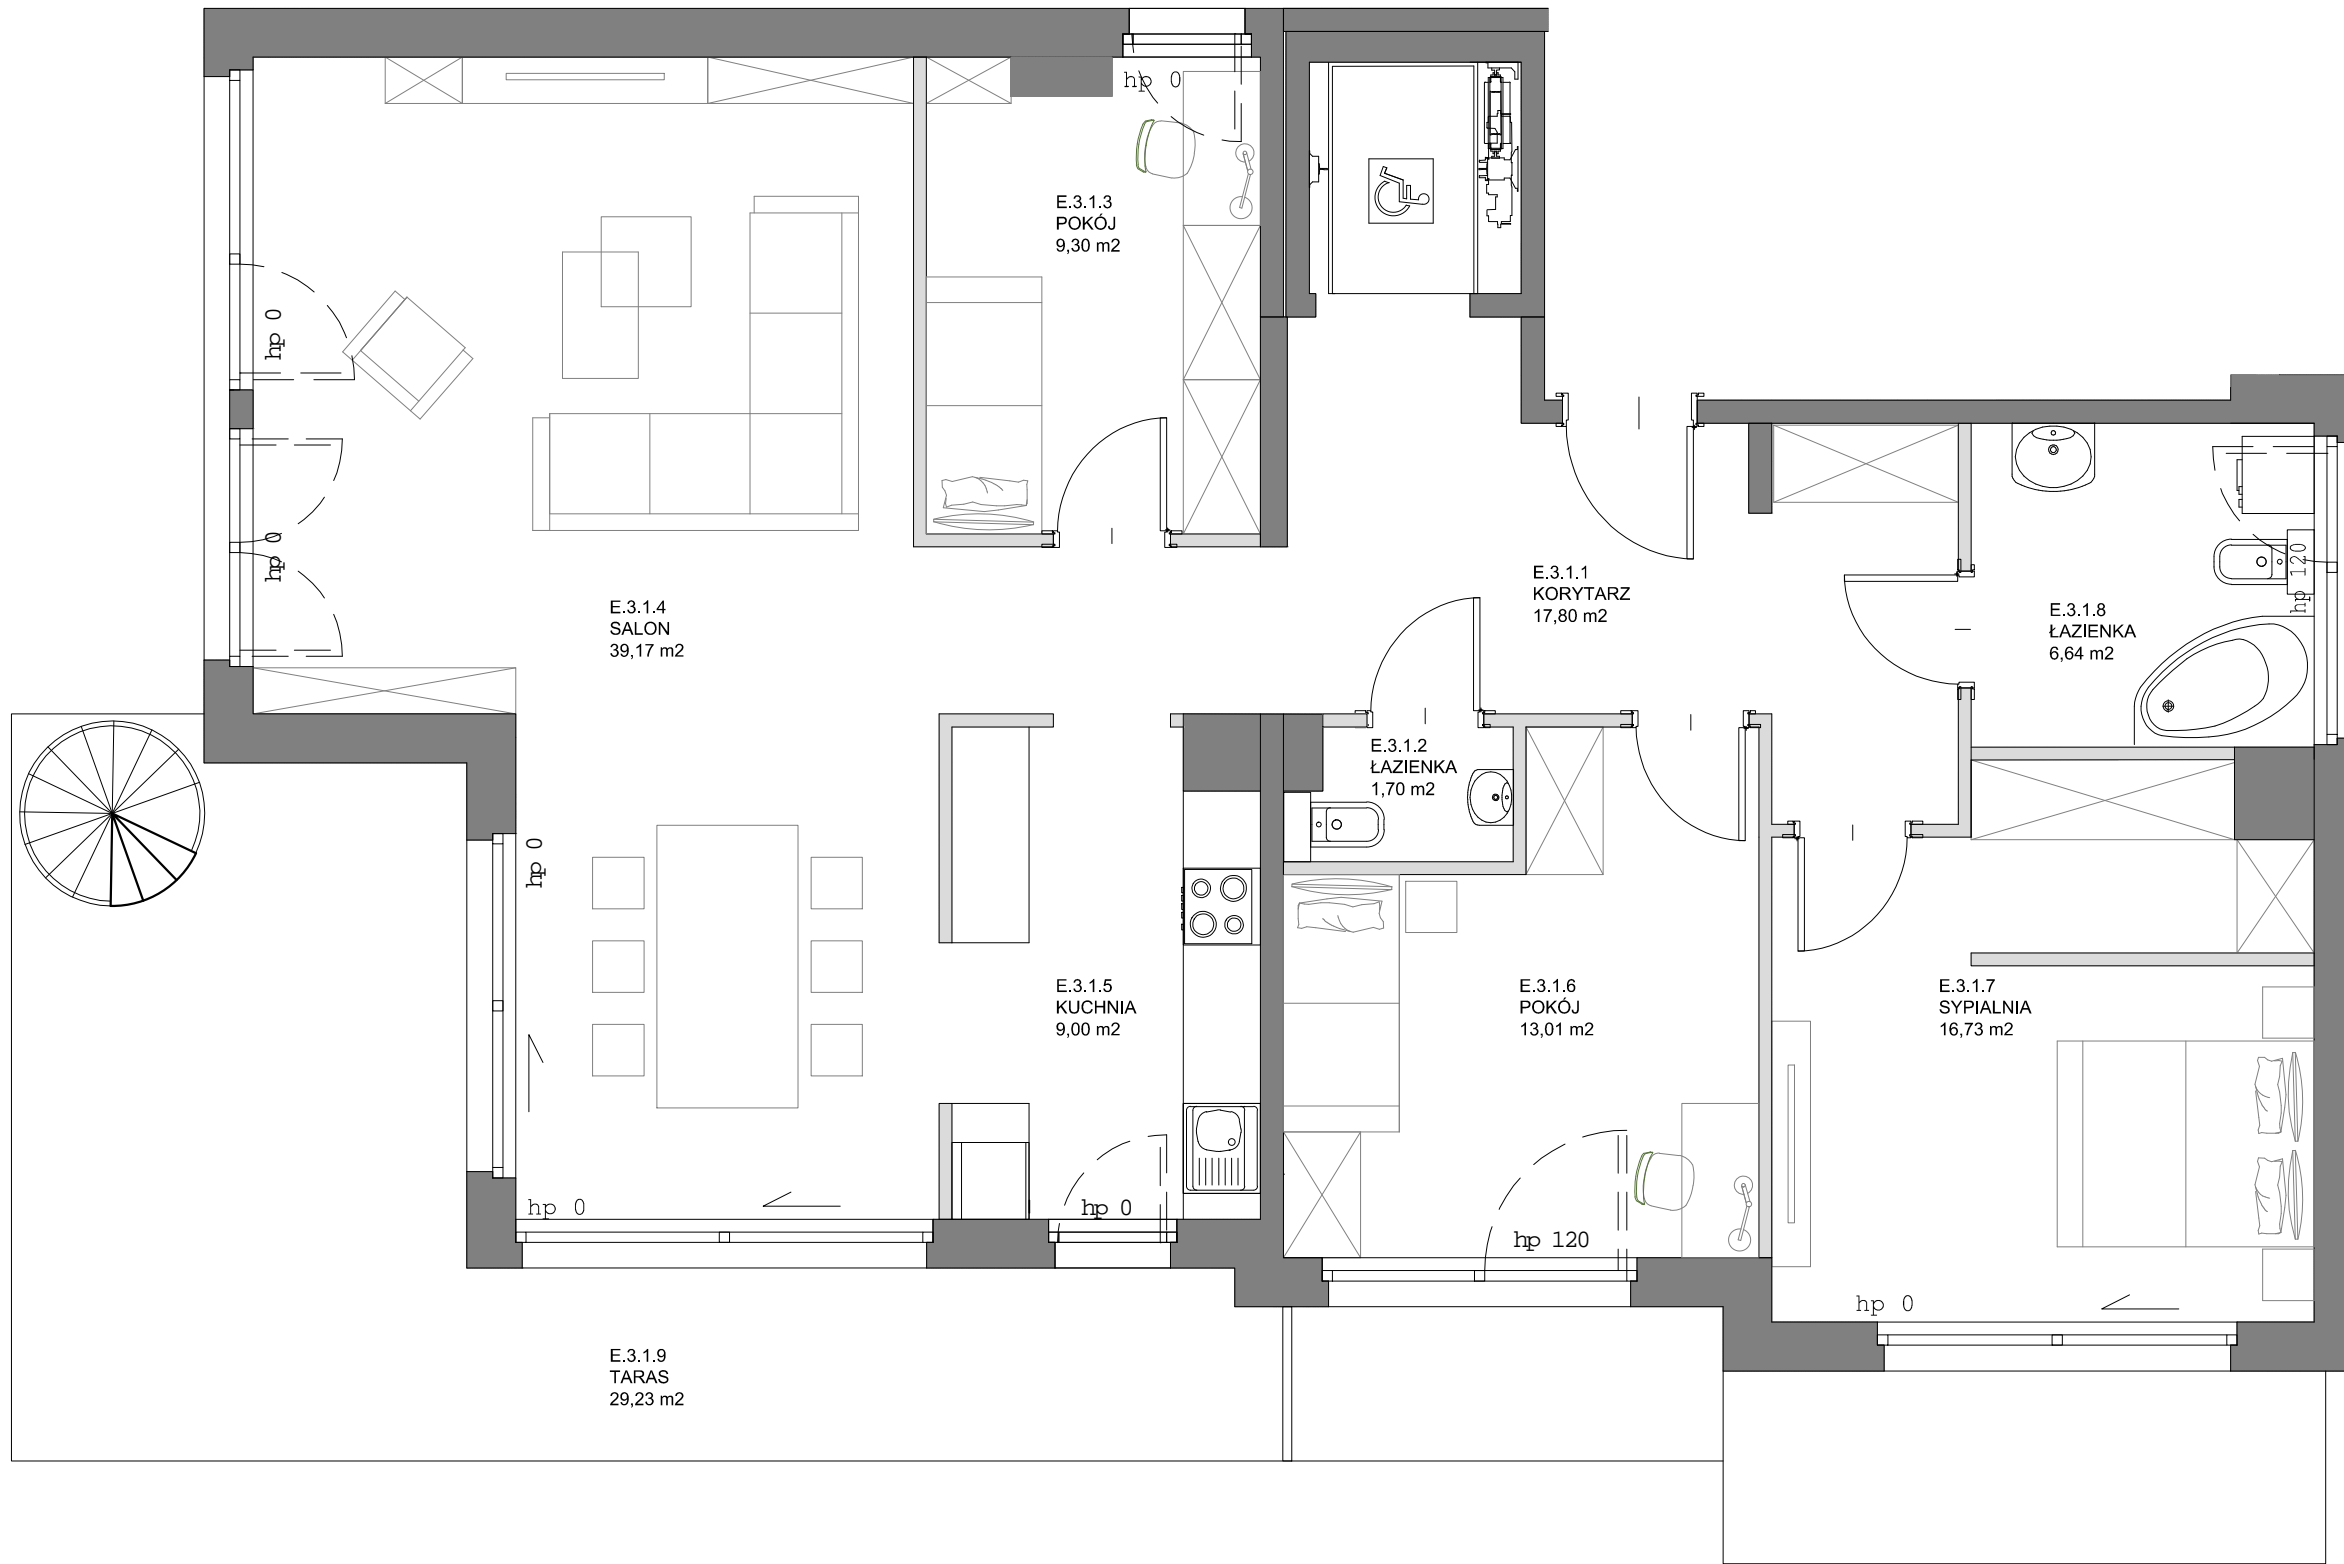 hp 0
E.3.1.3
POKÓJ
9,30 m2
hp 0
hp 0
E.3.1.1
KORYTARZ
17,80 m2
hp 120
E.3.1.4
SALON
39,17 m2
E.3.1.8
ŁAZIENKA
6,64 m2
E.3.1.2
ŁAZIENKA
1,70 m2
hp 0
E.3.1.5
KUCHNIA
9,00 m2
E.3.1.6
POKÓJ
13,01 m2
E.3.1.7
SYPIALNIA
16,73 m2
hp 0
hp 0
hp 120
hp 0
E.3.1.9
TARAS
29,23 m2